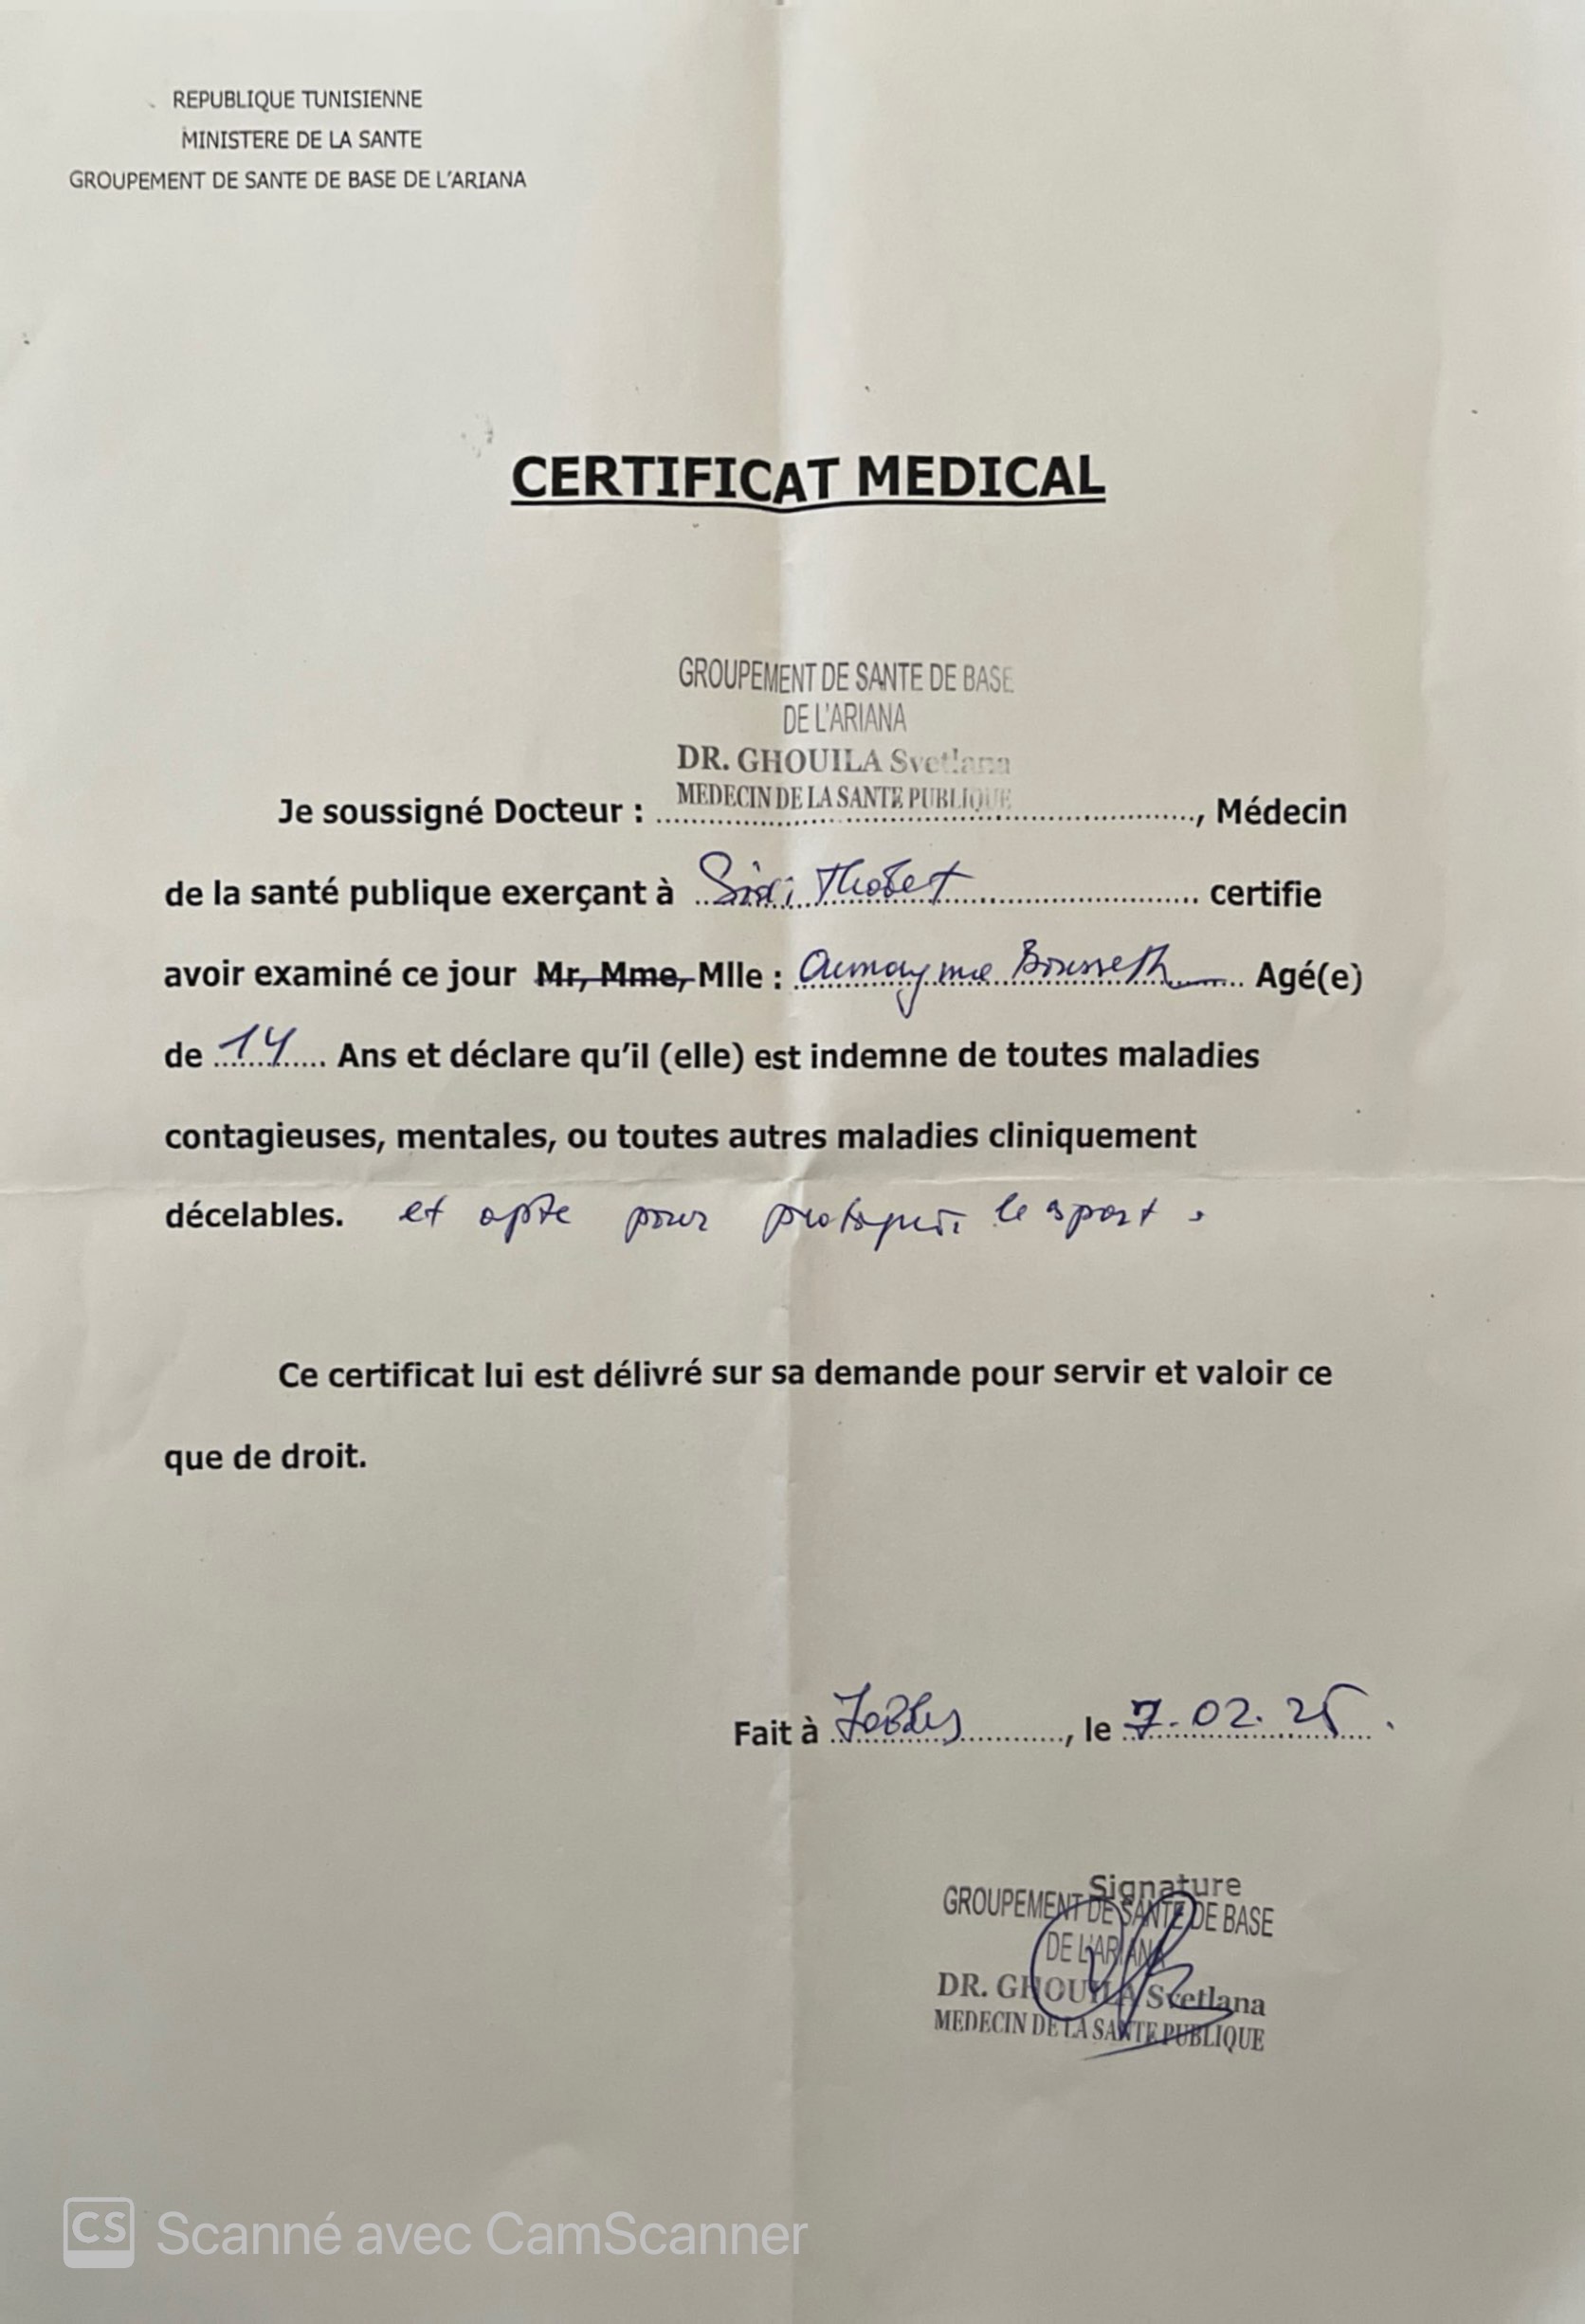 REPUBLIQUE TUNISIENNE
MINISTERE DE LA SANTE
GROUPEMENT DE SANTE DE BASE DE L'ARIANA
CERTIFICAT MEDICAL
GROUPEMENT DE SANTE DE BASE
DE L'ARIANA
DR. GHOUILA Svetlana
MEDECIN DE LA SANTE PUBLIQUE
Je soussigné Docteur : , Médecin
de la santé publique exerçant à Sidi Thabet certifie
avoir examiné ce jour Mr, Mme, Mlle : Agé(e)
de 14 Ans et déclare qu'il (elle) est indemne de toutes maladies
contagieuses, mentales, ou toutes autres maladies cliniquement
décelables. et apte pour pratiquer le sport.
Ce certificat lui est délivré sur sa demande pour servir et valoir ce
que de droit.
Fait à , le 7.02.25.
Signature
GROUPEMENT DE SANTE DE BASE
DE L'ARIANA
DR. GHOUILA Svetlana
MEDECIN DE LA SANTE PUBLIQUE
CS Scanné avec CamScanner